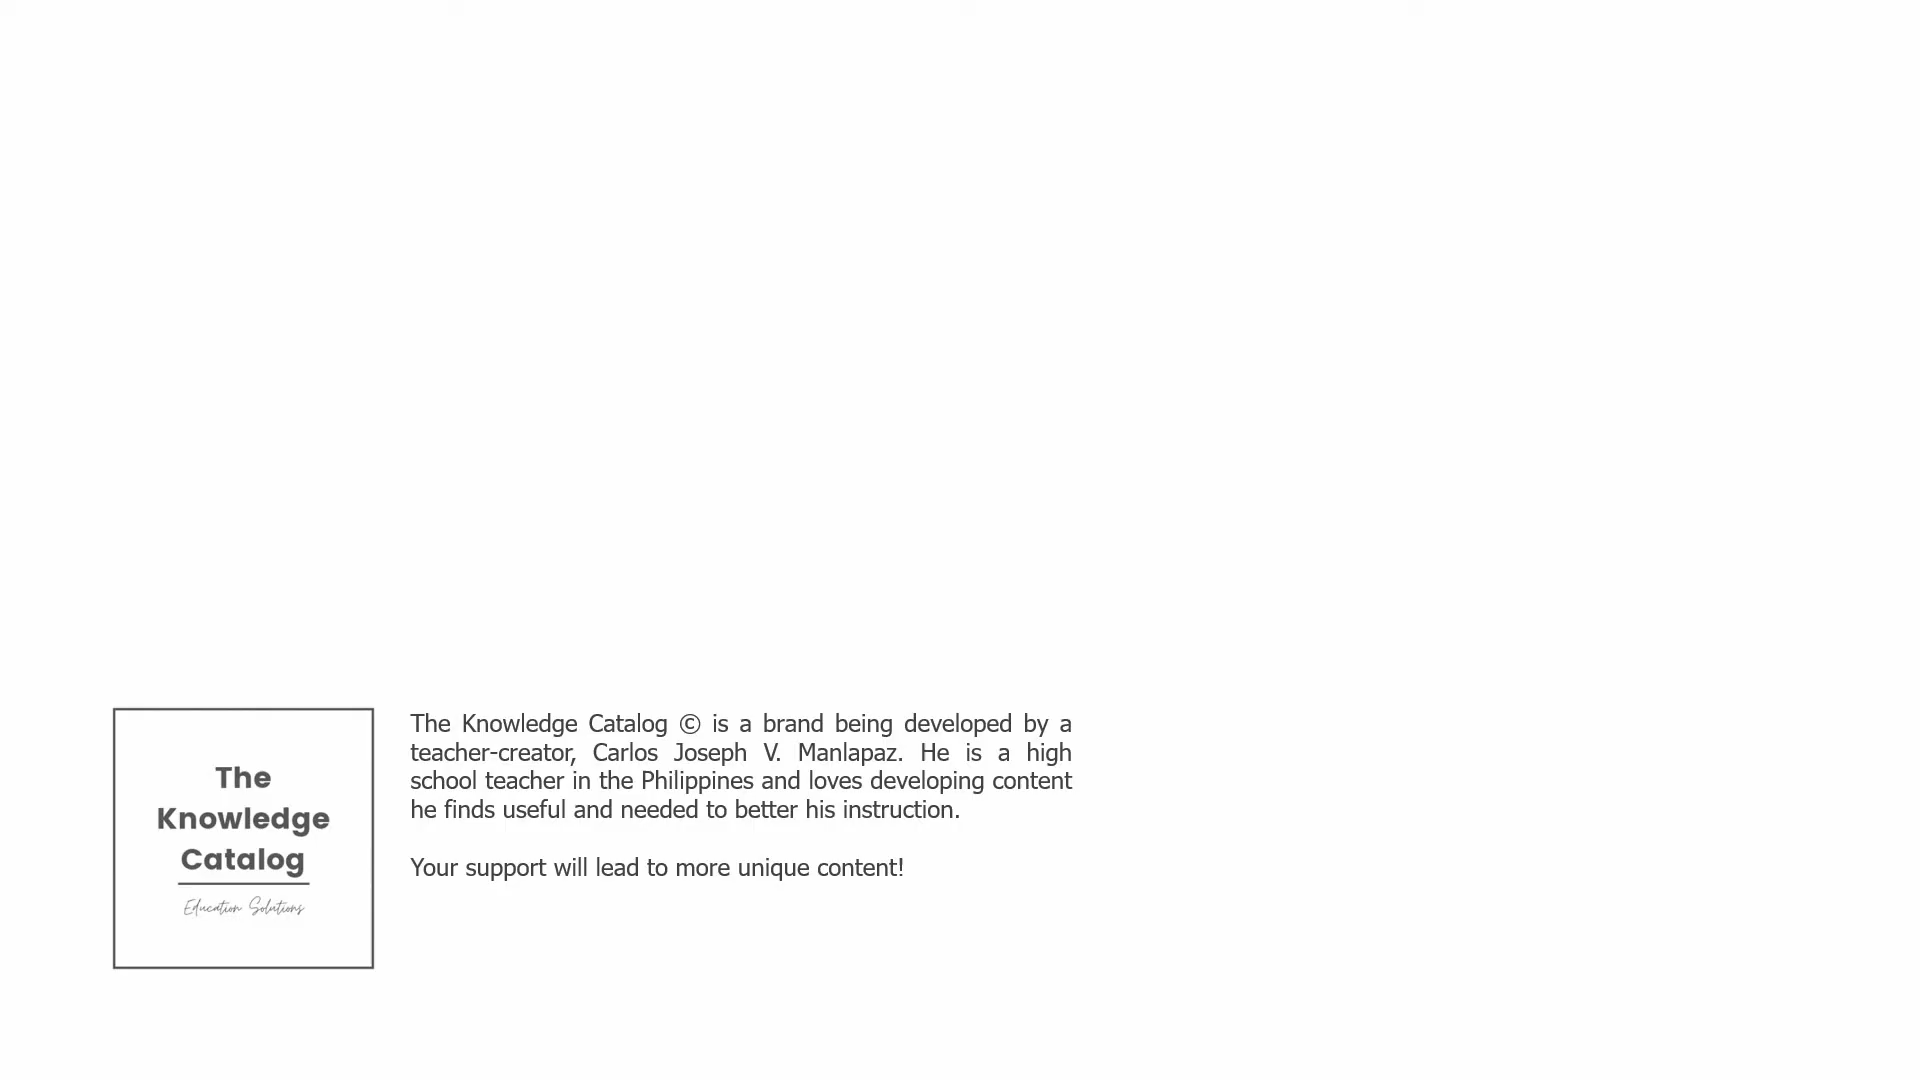 The
Knowledge
Catalog
Education Solutions
The Knowledge Catalog © is a brand being developed by a
teacher-creator, Carlos Joseph V. Manlapaz. He is a high
school teacher in the Philippines and loves developing content
he finds useful and needed to better his instruction.
Your support will lead to more unique content!